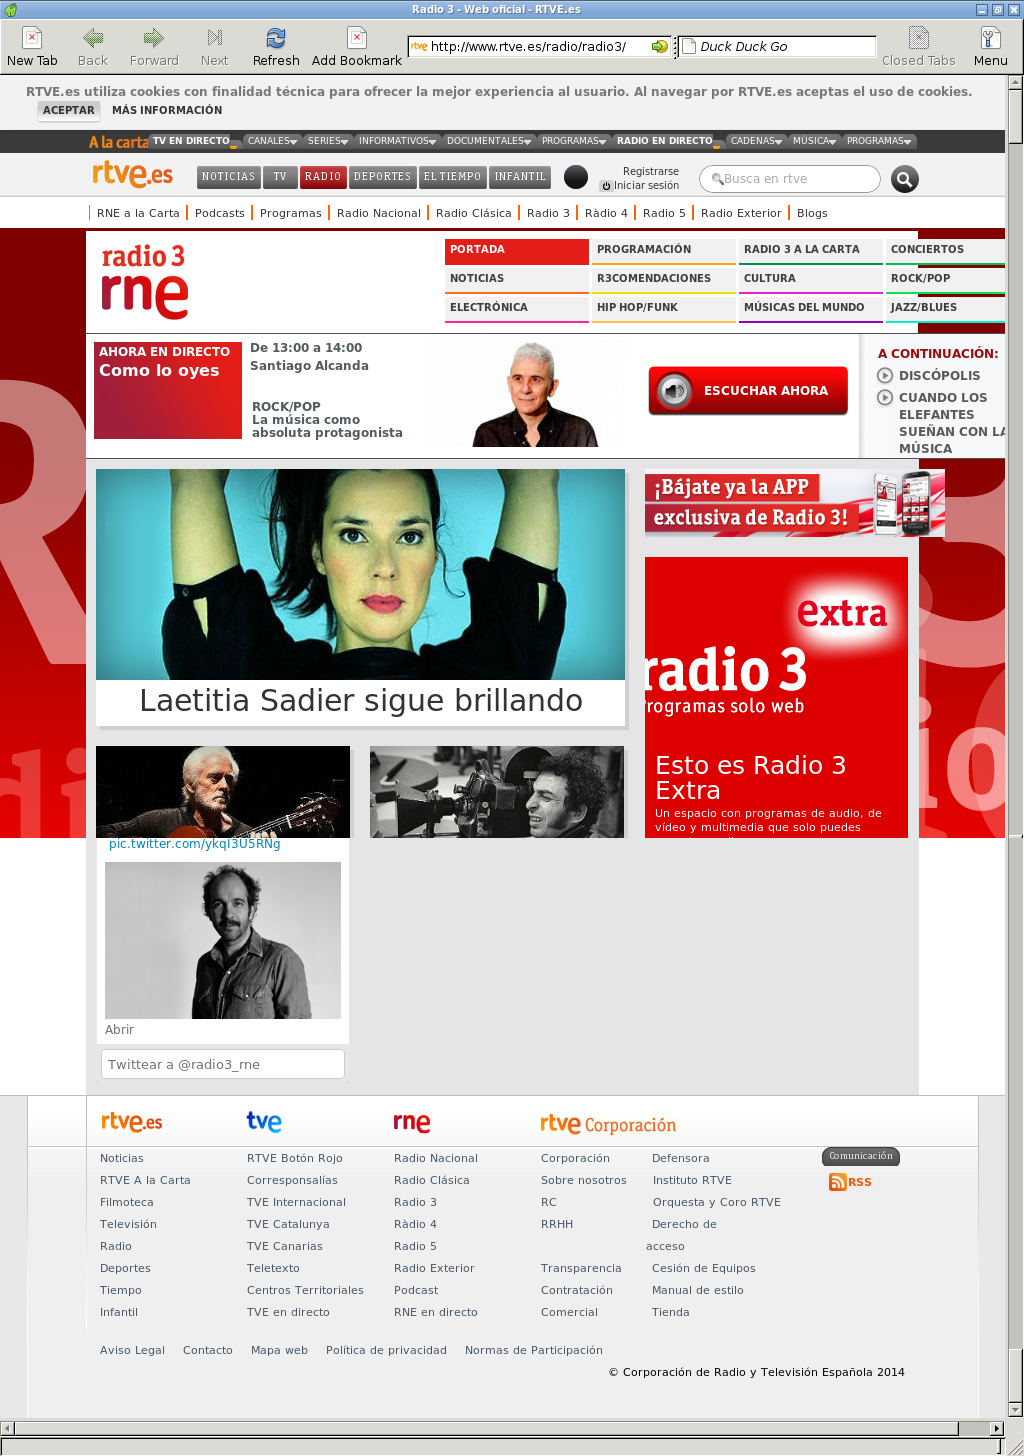 Radio 3 - Web oficial - RTVE.es
New Tab
Back
Forward
Next
Refresh
Add Bookmark
rtve http://www.rtve.es/radio/radio3/
Duck Duck Go
Closed Tabs
Menu
RTVE.es utiliza cookies con finalidad técnica para ofrecer la mejor experiencia al usuario. Al navegar por RTVE.es aceptas el uso de cookies.
ACEPTAR MÁS INFORMACIÓN
A la carta TV EN DIRECTO CANALES SERIES INFORMATIVOS DOCUMENTALES PROGRAMAS RADIO EN DIRECTO CADENAS MÚSICA PROGRAMAS
rtve.es
NOTICIAS TV RADIO DEPORTES EL TIEMPO INFANTIL
Registrarse
Iniciar sesión
Busca en rtve
RNE a la Carta Podcasts Programas Radio Nacional Radio Clásica Radio 3 Ràdio 4 Radio 5 Radio Exterior Blogs
radio 3
rne
PORTADA PROGRAMACIÓN RADIO 3 A LA CARTA CONCIERTOS
NOTICIAS R3COMENDACIONES CULTURA ROCK/POP
ELECTRÓNICA HIP HOP/FUNK MÚSICAS DEL MUNDO JAZZ/BLUES
AHORA EN DIRECTO
Como lo oyes
De 13:00 a 14:00
Santiago Alcanda
ROCK/POP
La música como
absoluta protagonista
ESCUCHAR AHORA
A CONTINUACIÓN:
DISCÓPOLIS
CUANDO LOS
ELEFANTES
SUEÑAN CON LA
MÚSICA
Laetitia Sadier sigue brillando
¡Bájate ya la APP
exclusiva de Radio 3!
extra
radio 3
rogramas solo web
Esto es Radio 3
Extra
Un espacio con programas de audio, de
vídeo y multimedia que solo puedes
pic.twitter.com/ykqI3U5RNg
Abrir
Twittear a @radio3_rne
rtve.es
tve
rne
rtve Corporación
Noticias RTVE Botón Rojo Radio Nacional Corporación Defensora
RTVE A la Carta Corresponsalías Radio Clásica Sobre nosotros Instituto RTVE
Filmoteca TVE Internacional Radio 3 RC Orquesta y Coro RTVE
Televisión TVE Catalunya Ràdio 4 RRHH Derecho de
Radio TVE Canarias Radio 5 acceso
Deportes Teletexto Radio Exterior Transparencia Cesión de Equipos
Tiempo Centros Territoriales Podcast Contratación Manual de estilo
Infantil TVE en directo RNE en directo Comercial Tienda
Comunicación
RSS
Aviso Legal Contacto Mapa web Política de privacidad Normas de Participación
© Corporación de Radio y Televisión Española 2014